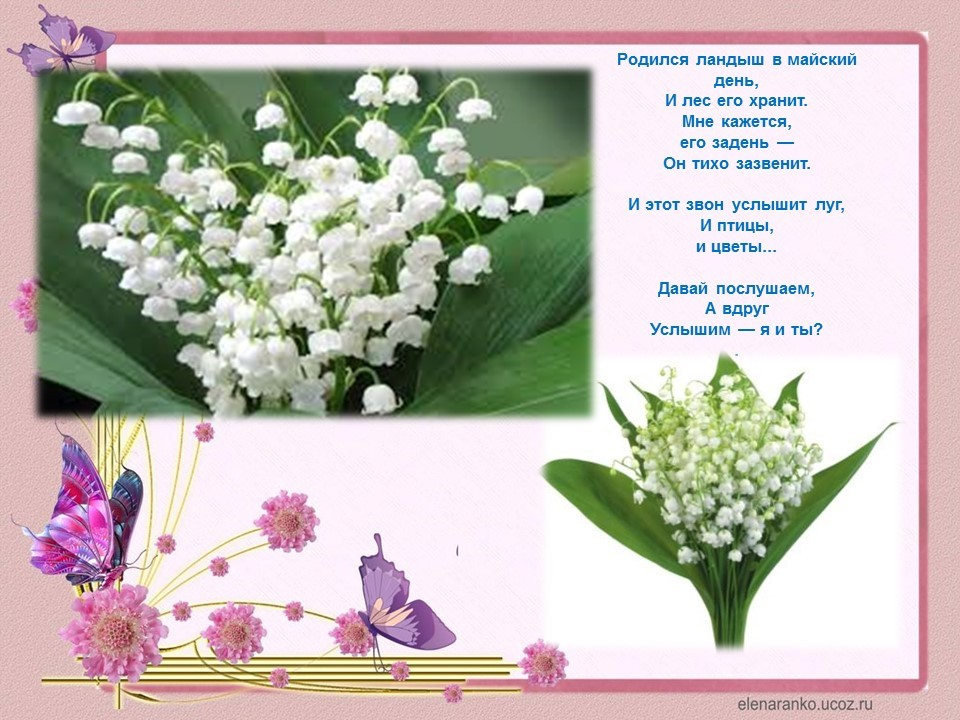 Родился ландыш в майский
день,
И лес его хранит.
Мне кажется,
его задень —
Он тихо зазвенит.

И этот звон услышит луг,
И птицы,
и цветы...

Давай послушаем,
А вдруг
Услышим — я и ты?
.
elenaranko.ucoz.ru